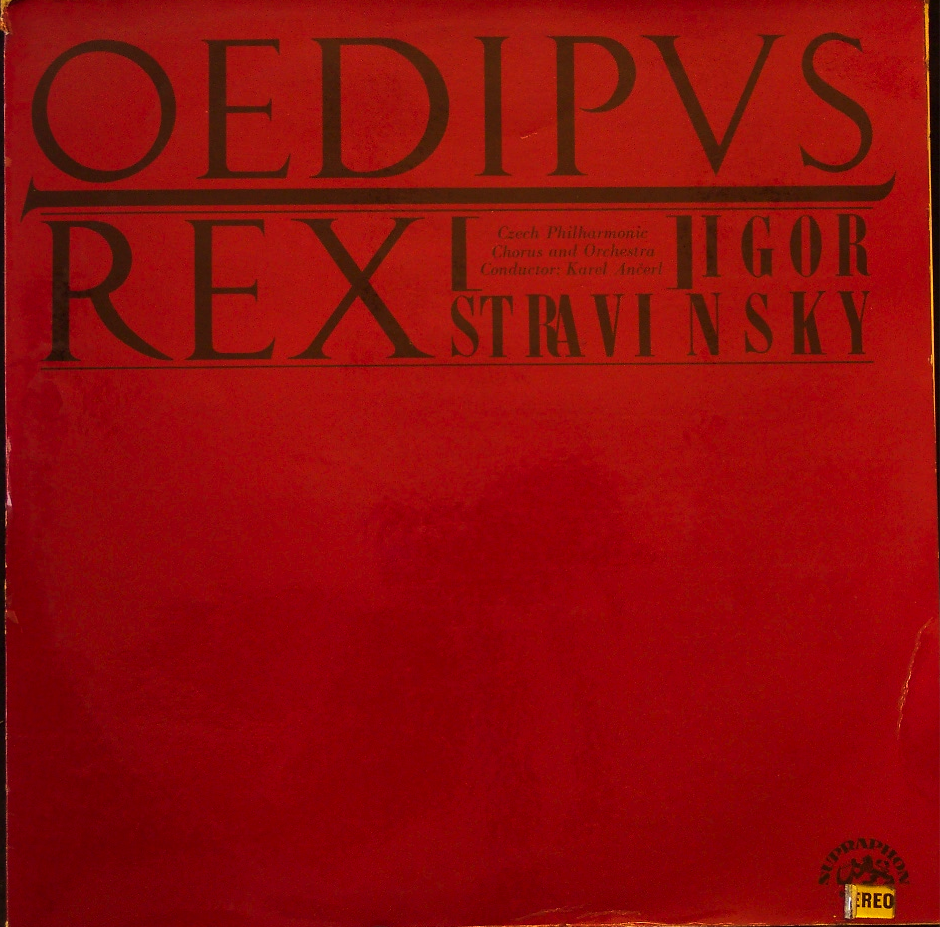 OEDIPVS
REX
[Czech Philharmonic
Chorus and Orchestra
Conductor: Karel Ančerl]
IGOR
STRAVINSKY
SUPRAPHON
EREO